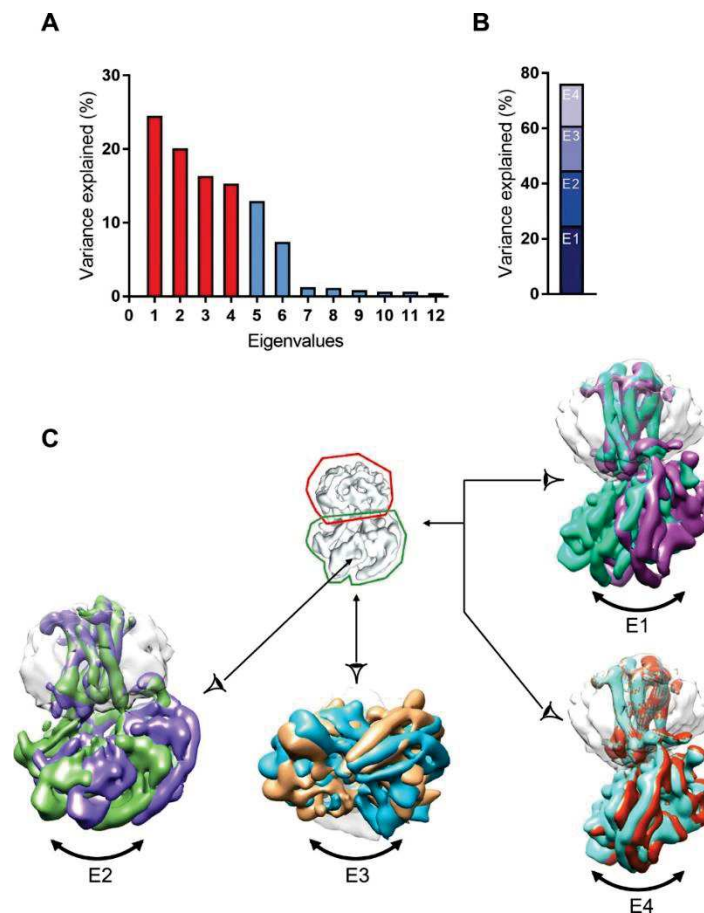 A
Variance explained (%)
30
20
10
0
0 1 2 3 4 5 6 7 8 9 10 11 12
Eigenvalues
B
Variance explained (%)
80
60
40
20
0
E4
E3
E2
E1
C
E1
E2
E3
E4